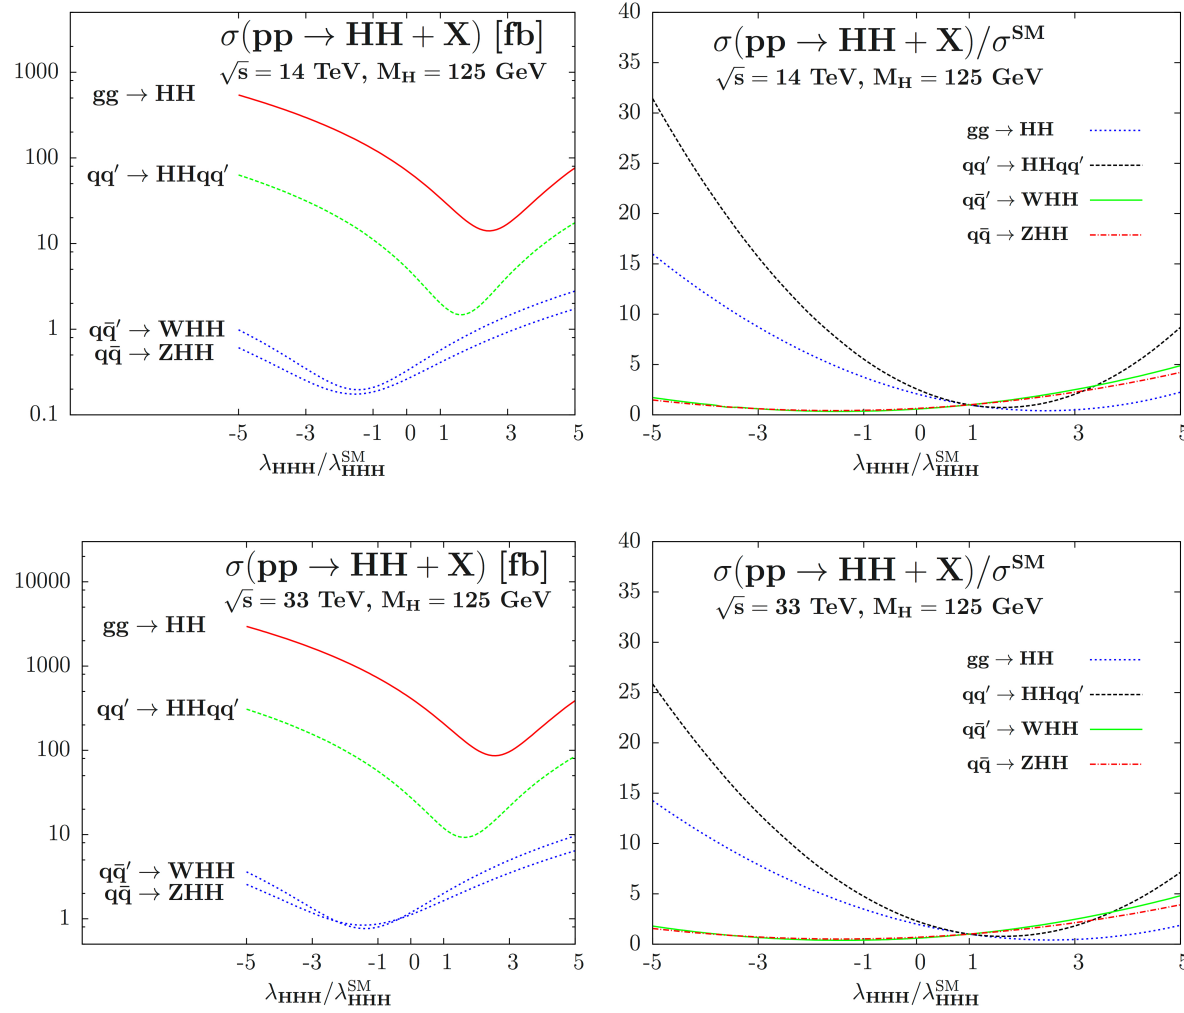 σ(pp → HH + X) [fb]
√s = 14 TeV, M_H = 125 GeV
gg → HH
qq′ → HHqq′
qq̄′ → WHH
qq̄ → ZHH
1000
100
10
1
0.1
-5 -3 -1 0 1 3 5
λ_HHH/λ_HHH^SM
σ(pp → HH + X)/σ^SM
√s = 14 TeV, M_H = 125 GeV
gg → HH
qq′ → HHqq′
qq̄′ → WHH
qq̄ → ZHH
40
35
30
25
20
15
10
5
0
-5 -3 -1 0 1 3 5
λ_HHH/λ_HHH^SM
σ(pp → HH + X) [fb]
√s = 33 TeV, M_H = 125 GeV
gg → HH
qq′ → HHqq′
qq̄′ → WHH
qq̄ → ZHH
10000
1000
100
10
1
-5 -3 -1 0 1 3 5
λ_HHH/λ_HHH^SM
σ(pp → HH + X)/σ^SM
√s = 33 TeV, M_H = 125 GeV
gg → HH
qq′ → HHqq′
qq̄′ → WHH
qq̄ → ZHH
40
35
30
25
20
15
10
5
0
-5 -3 -1 0 1 3 5
λ_HHH/λ_HHH^SM